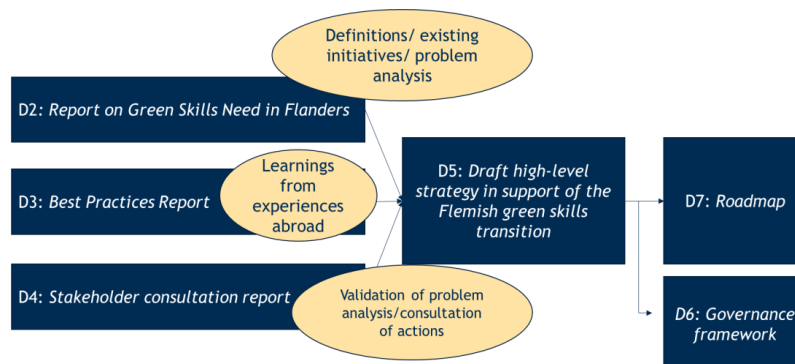 Definitions/ existing
initiatives/ problem
analysis
D2: Report on Green Skills Need in Flanders
Learnings
from
experiences
abroad
D3: Best Practices Report
D4: Stakeholder consultation report
Validation of problem
analysis/consultation
of actions
D5: Draft high-level
strategy in support of the
Flemish green skills
transition
D7: Roadmap
D6: Governance
framework